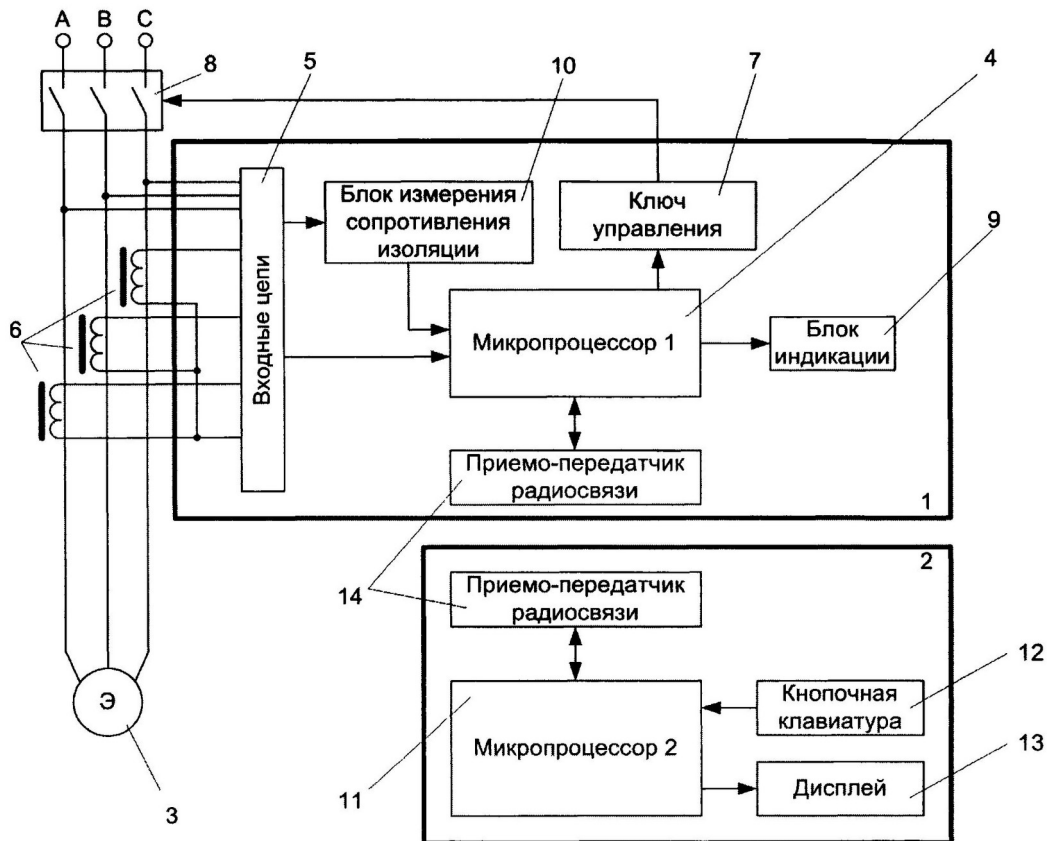 A B C
8
5
10
7
4
Блок измерения
сопротивления
изоляции
Ключ
управления
9
6
Входные цепи
Микропроцессор 1
Блок
индикации
Приемо-передатчик
радиосвязи
1
2
14
Приемо-передатчик
радиосвязи
12
Э
11
Микропроцессор 2
Кнопочная
клавиатура
13
Дисплей
3